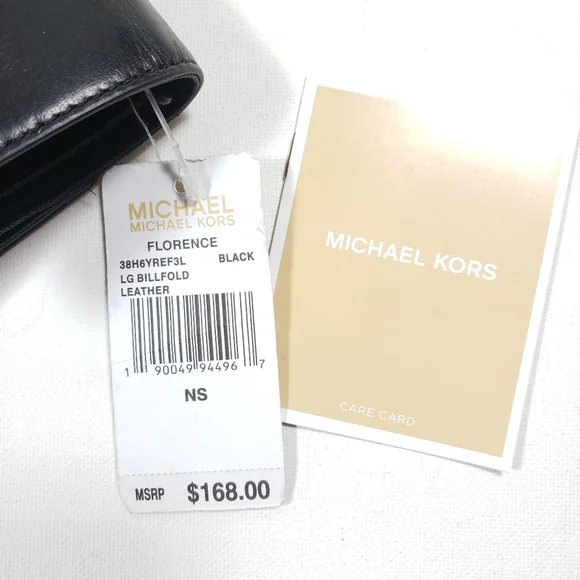 MICHAEL
MICHAEL KORS
FLORENCE
38H6YREF3L BLACK
LG BILLFOLD
LEATHER
1 90049 94496 7
NS
MSRP $168.00
MICHAEL KORS
CARE CARD